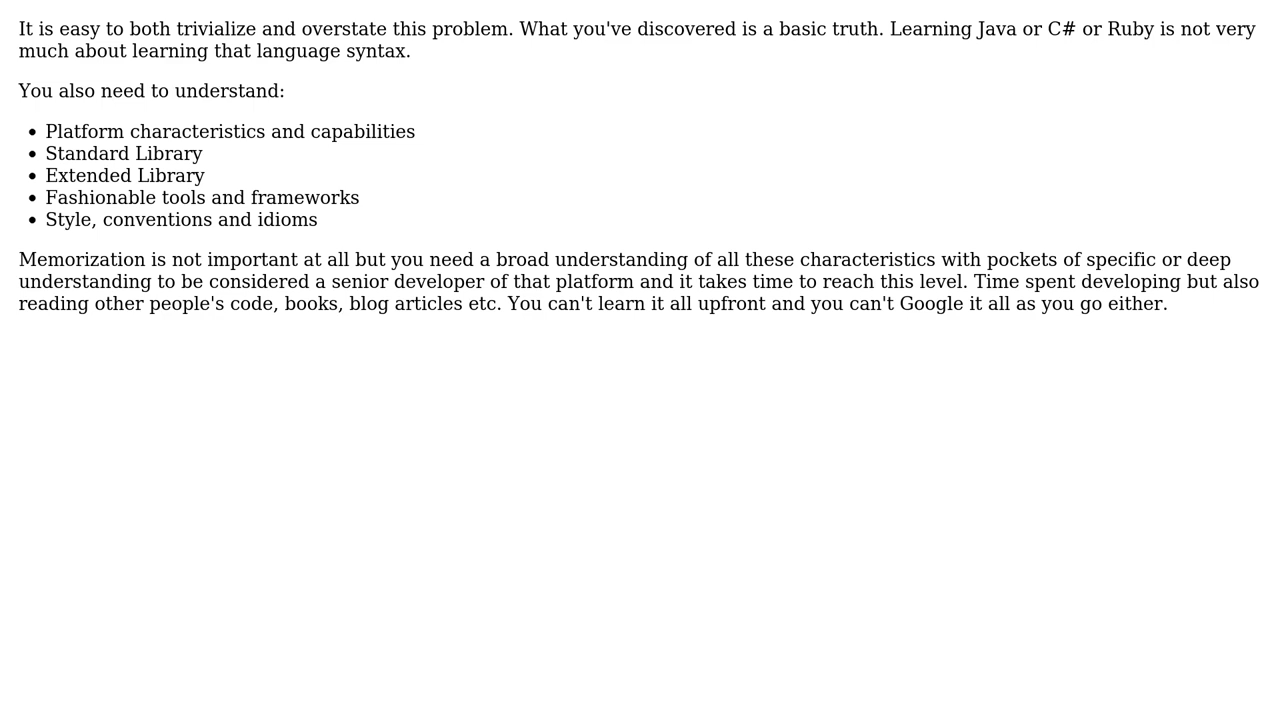 It is easy to both trivialize and overstate this problem. What you've discovered is a basic truth. Learning Java or C# or Ruby is not very
much about learning that language syntax.
You also need to understand:
• Platform characteristics and capabilities
• Standard Library
• Extended Library
• Fashionable tools and frameworks
• Style, conventions and idioms
Memorization is not important at all but you need a broad understanding of all these characteristics with pockets of specific or deep
understanding to be considered a senior developer of that platform and it takes time to reach this level. Time spent developing but also
reading other people's code, books, blog articles etc. You can't learn it all upfront and you can't Google it all as you go either.